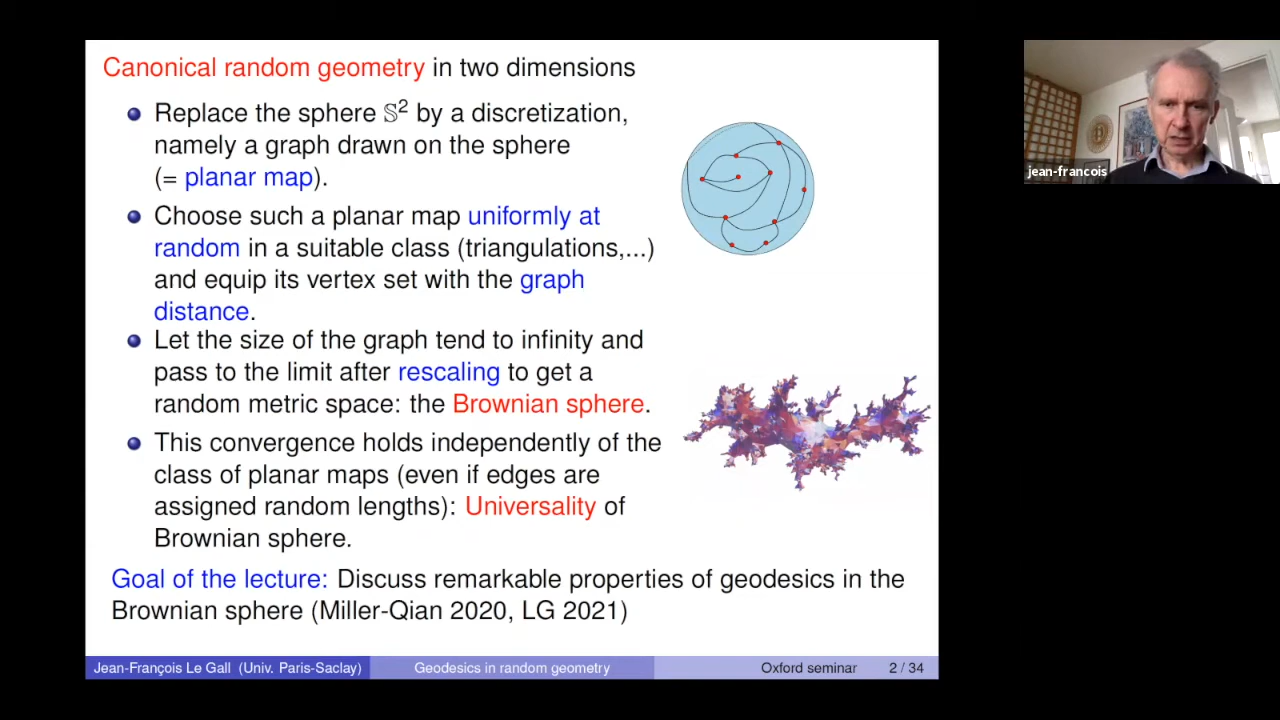 Canonical random geometry in two dimensions
Replace the sphere 𝕊² by a discretization,
namely a graph drawn on the sphere
(= planar map).
Choose such a planar map uniformly at
random in a suitable class (triangulations,...)
and equip its vertex set with the graph
distance.
Let the size of the graph tend to infinity and
pass to the limit after rescaling to get a
random metric space: the Brownian sphere.
This convergence holds independently of the
class of planar maps (even if edges are
assigned random lengths): Universality of
Brownian sphere.
Goal of the lecture: Discuss remarkable properties of geodesics in the
Brownian sphere (Miller-Qian 2020, LG 2021)
Jean-François Le Gall (Univ. Paris-Saclay) Geodesics in random geometry Oxford seminar 2 / 34
jean-francois